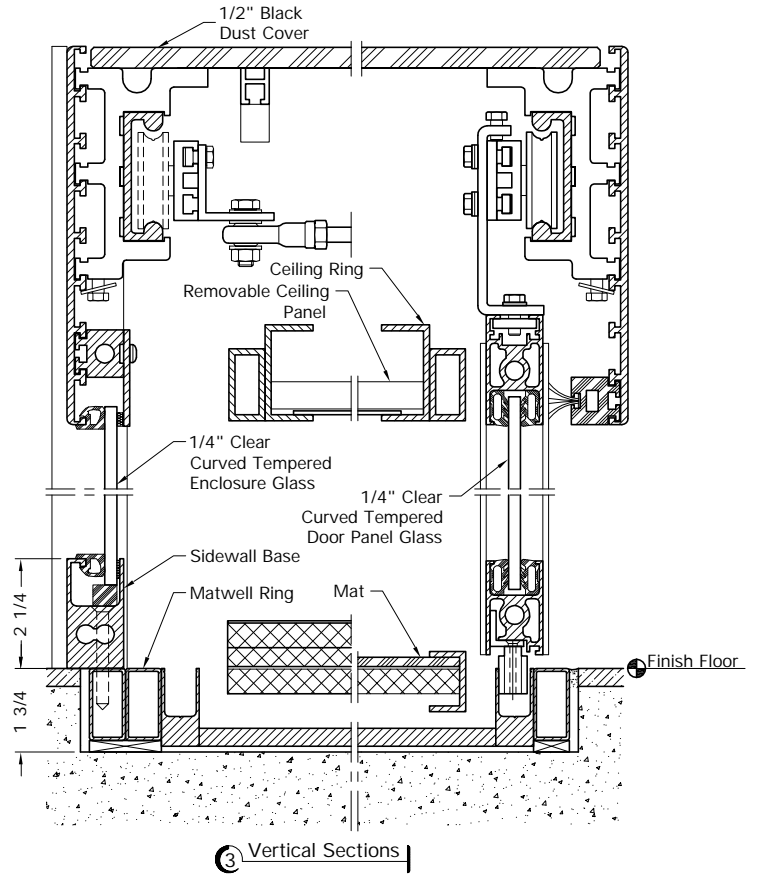 1/2" Black
Dust Cover
Ceiling Ring
Removable Ceiling
Panel
1/4" Clear
Curved Tempered
Enclosure Glass
1/4" Clear
Curved Tempered
Door Panel Glass
Sidewall Base
Matwell Ring
Mat
2 1/4
Finish Floor
1 3/4
3 Vertical Sections